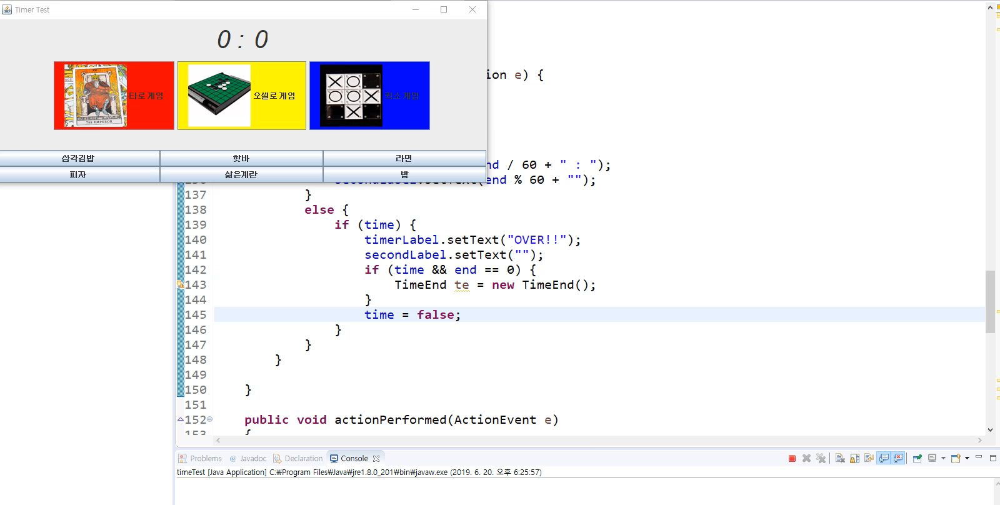 Timer Test
0 : 0
타로 게임
오셀로 게임
틱소게임
THE EMPEROR
삼각김밥 핫바 라면
피자 삶은계란 밥
ion e) {
nd / 60 + " : ");
end % 60 + "");
137 }
138 else {
139 if (time) {
140 timerLabel.setText("OVER!!");
141 secondLabel.setText("");
142 if (time && end == 0) {
143 TimeEnd te = new TimeEnd();
144 }
145 time = false;
146 }
147 }
148 }
149
150 }
151
152 public void actionPerformed(ActionEvent e)
153 {
Problems @ Javadoc Declaration Console
timeTest [Java Application] C:₩Program Files₩Java₩jre1.8.0_201₩bin₩javaw.exe (2019. 6. 20. 오후 6:25:57)